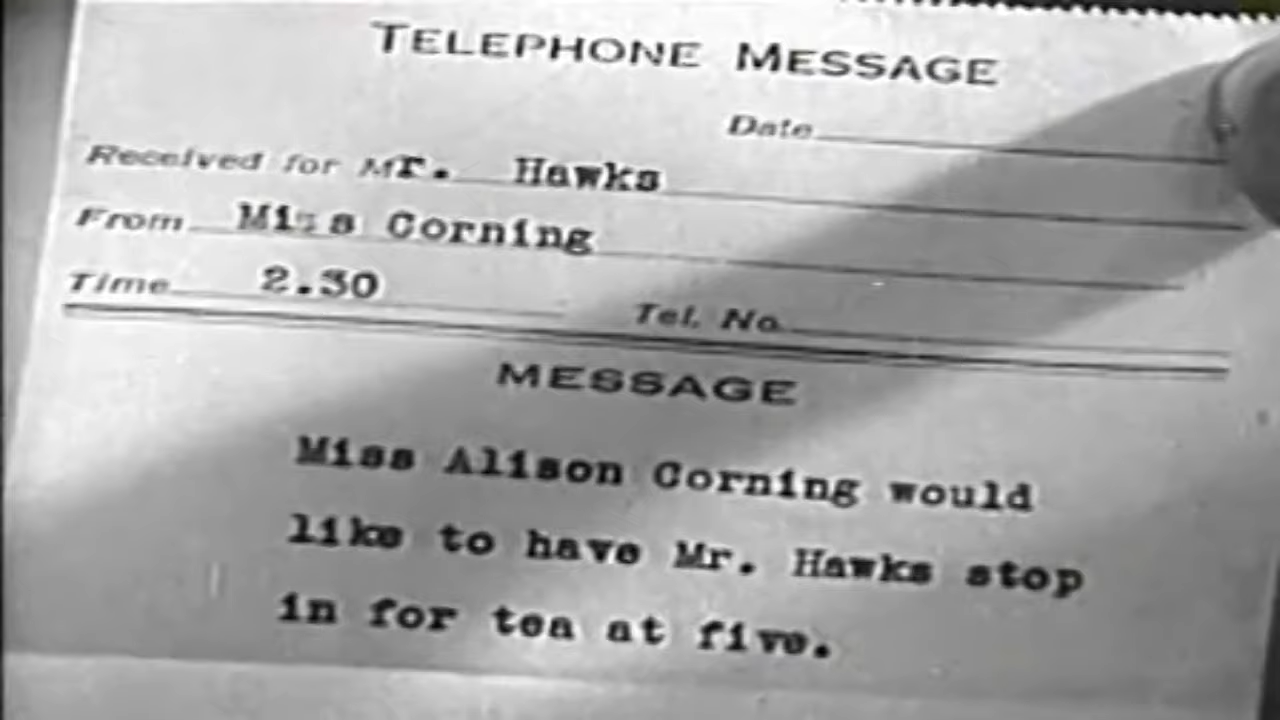 TELEPHONE MESSAGE
Date
Received for Mr. Hawks
From Miss Corning
Time 2.30 Tel. No.
MESSAGE
Miss Alison Corning would
like to have Mr. Hawks stop
in for tea at five.